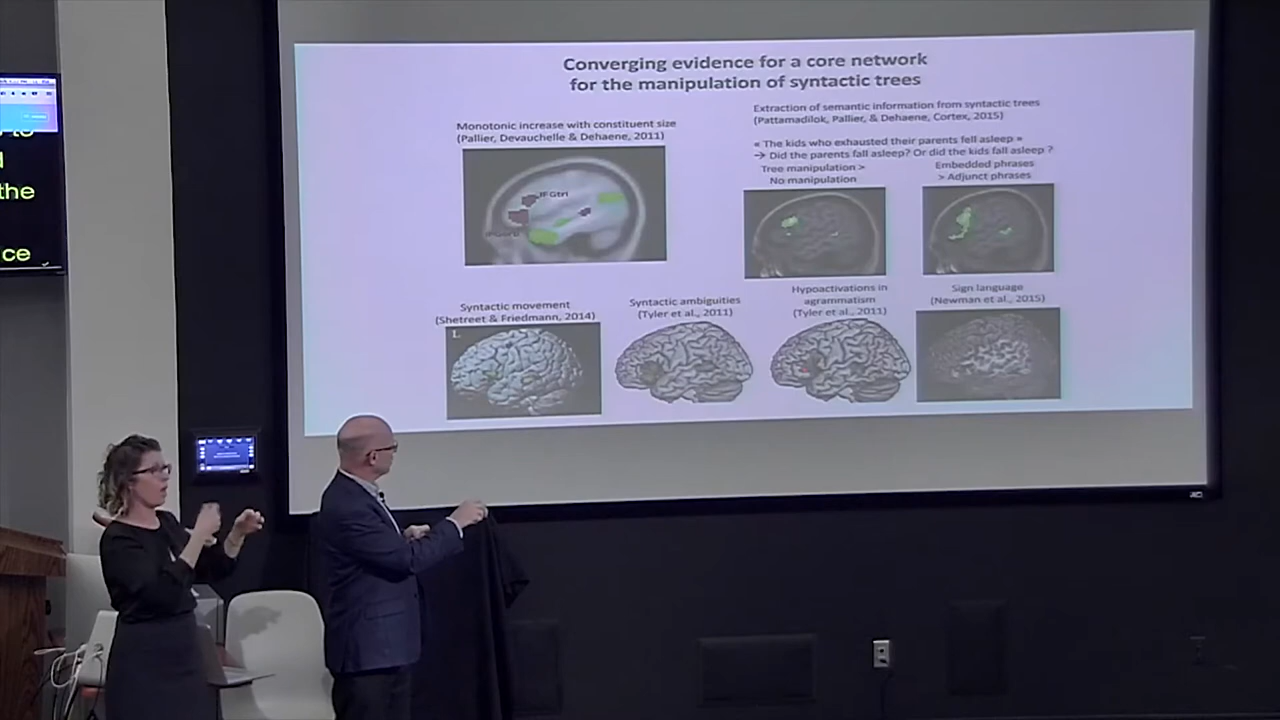 Converging evidence for a core network
for the manipulation of syntactic trees
Monotonic increase with constituent size
(Pallier, Devauchelle & Dehaene, 2011)
IFGtri
Extraction of semantic information from syntactic trees
(Pattamadilok, Pallier, & Dehaene, Cortex, 2015)
« The kids who exhausted their parents fell asleep »
→ Did the parents fall asleep? Or did the kids fall asleep ?
Tree manipulation >
No manipulation
Embedded phrases
> Adjunct phrases
Syntactic movement
(Shetreet & Friedmann, 2014)
L
Syntactic ambiguities
(Tyler et al., 2011)
Hypoactivations in
agrammatism
(Tyler et al., 2011)
Sign language
(Newman et al., 2015)
the
ce